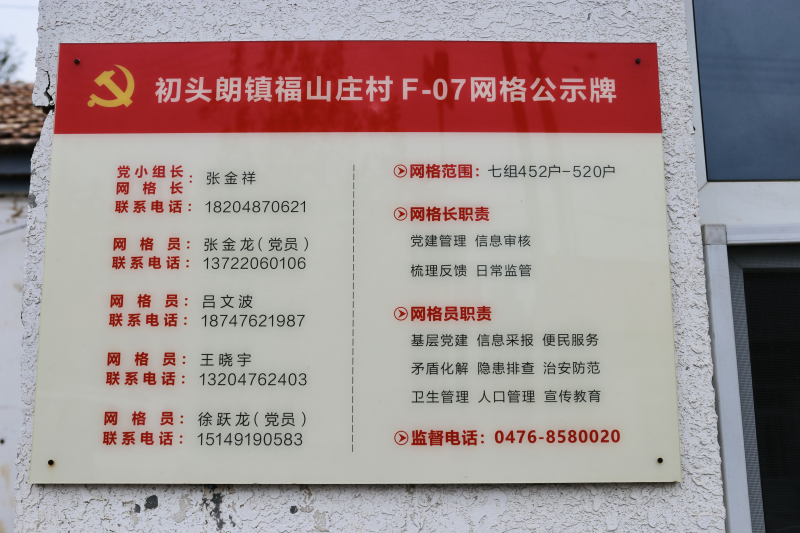 初头朗镇福山庄村F-07网格公示牌
党小组长
网格长：张金祥
联系电话：18204870621
网格员：张金龙（党员）
联系电话：13722060106
网格员：吕文波
联系电话：18747621987
网格员：王晓宇
联系电话：13204762403
网格员：徐跃龙（党员）
联系电话：15149190583
网格范围：七组452户-520户
网格长职责
党建管理 信息审核
梳理反馈 日常监管
网格员职责
基层党建 信息采报 便民服务
矛盾化解 隐患排查 治安防范
卫生管理 人口管理 宣传教育
监督电话：0476-8580020